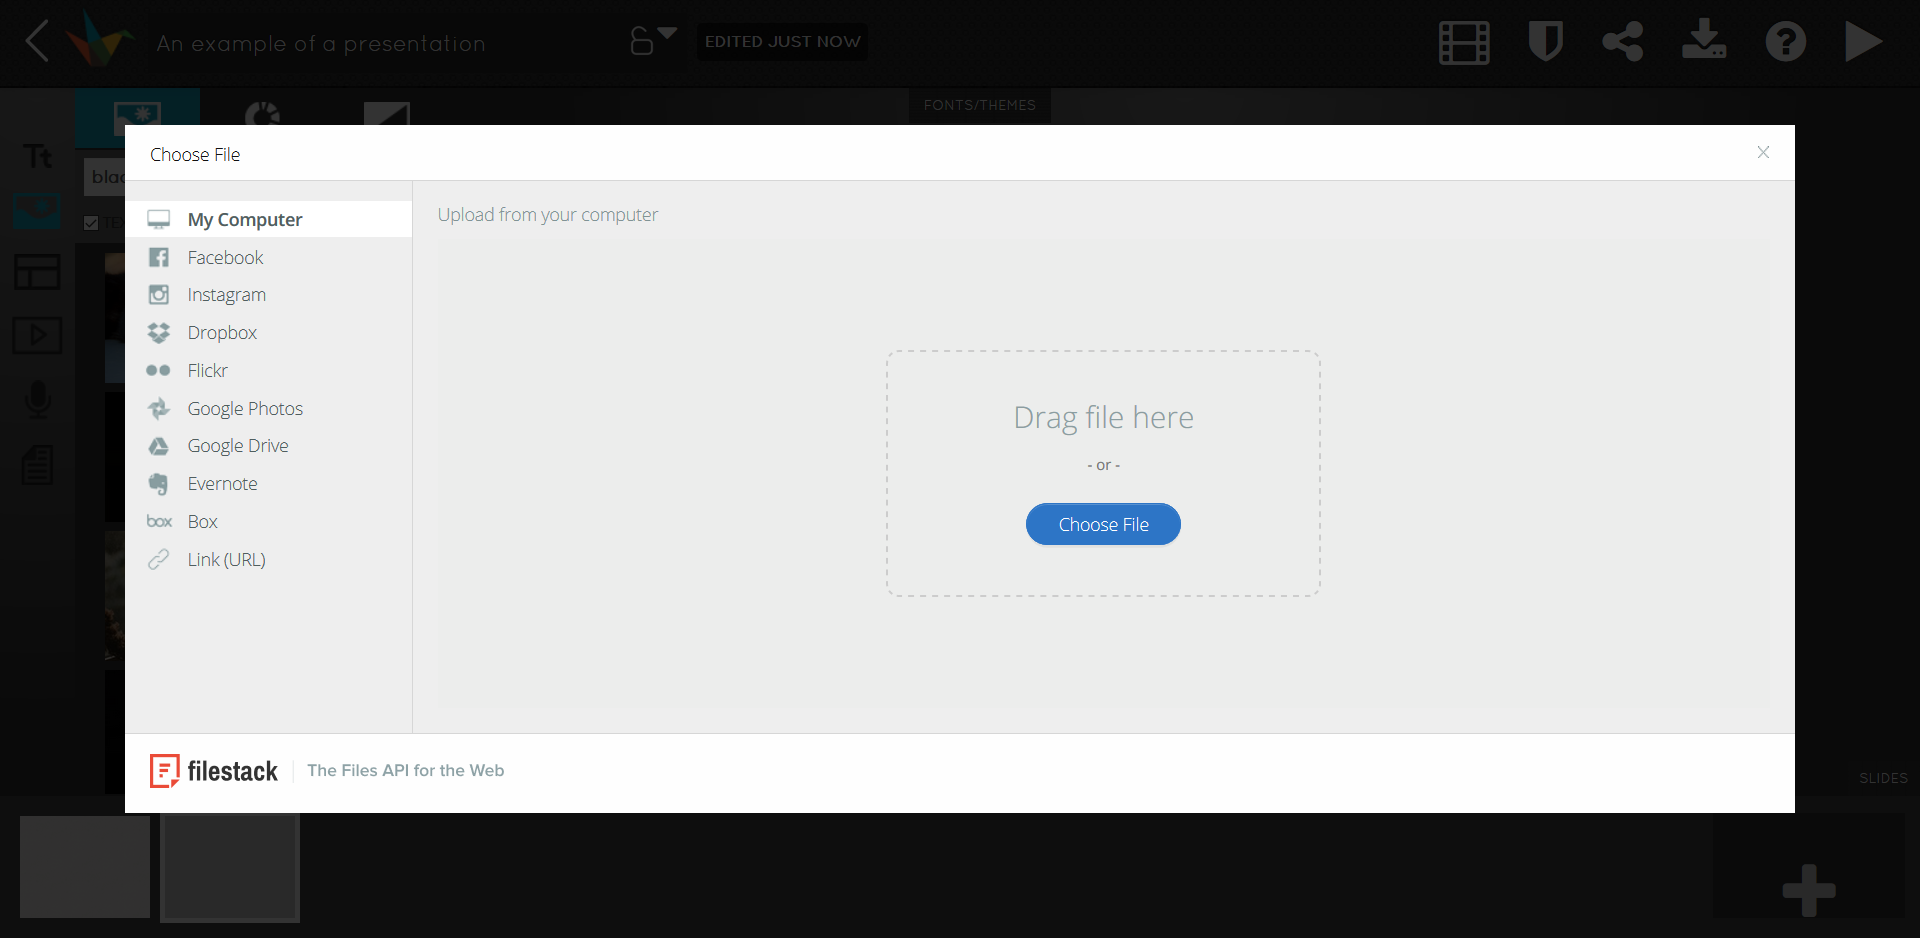 An example of a presentation
EDITED JUST NOW
FONTS/THEMES
Tt
Choose File
My Computer
Facebook
Instagram
Dropbox
Flickr
Google Photos
Google Drive
Evernote
box Box
Link (URL)
Upload from your computer
Drag file here
- or -
Choose File
filestack
The Files API for the Web
SLIDES